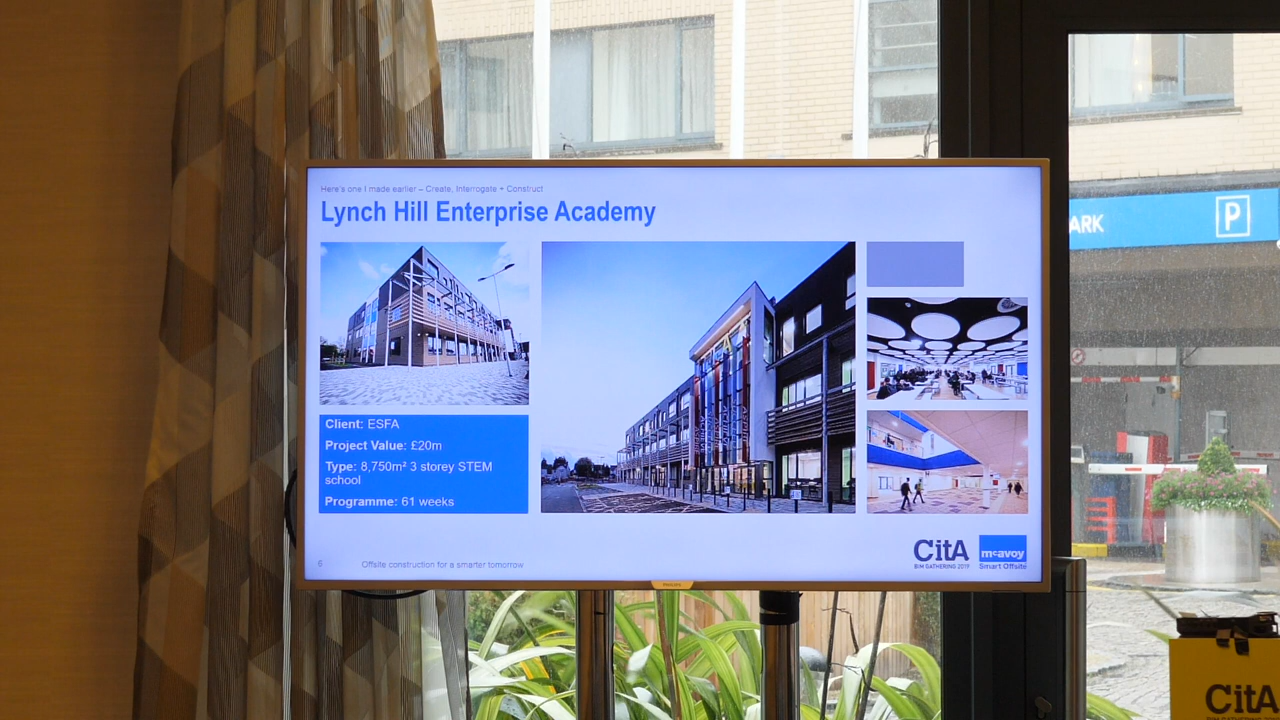 Here's one I made earlier – Create, Interrogate + Construct
Lynch Hill Enterprise Academy
Client: ESFA
Project Value: £20m
Type: 8,750m² 3 storey STEM
school
Programme: 61 weeks
6
Offsite construction for a smarter tomorrow
CitA
BIM GATHERING 2019
mcavoy
Smart Offsite
PHILIPS
ARK
P
CitA